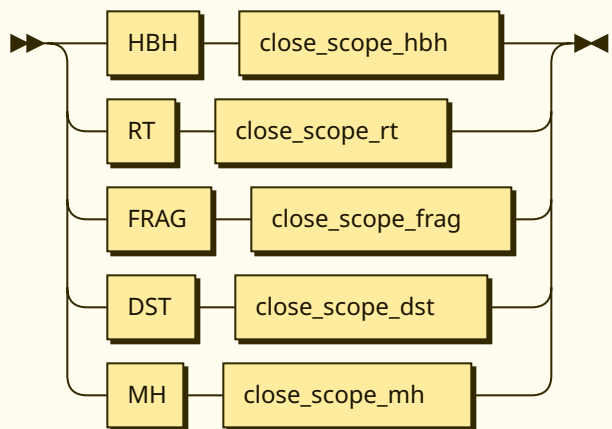 HBH close_scope_hbh
RT close_scope_rt
FRAG close_scope_frag
DST close_scope_dst
MH close_scope_mh